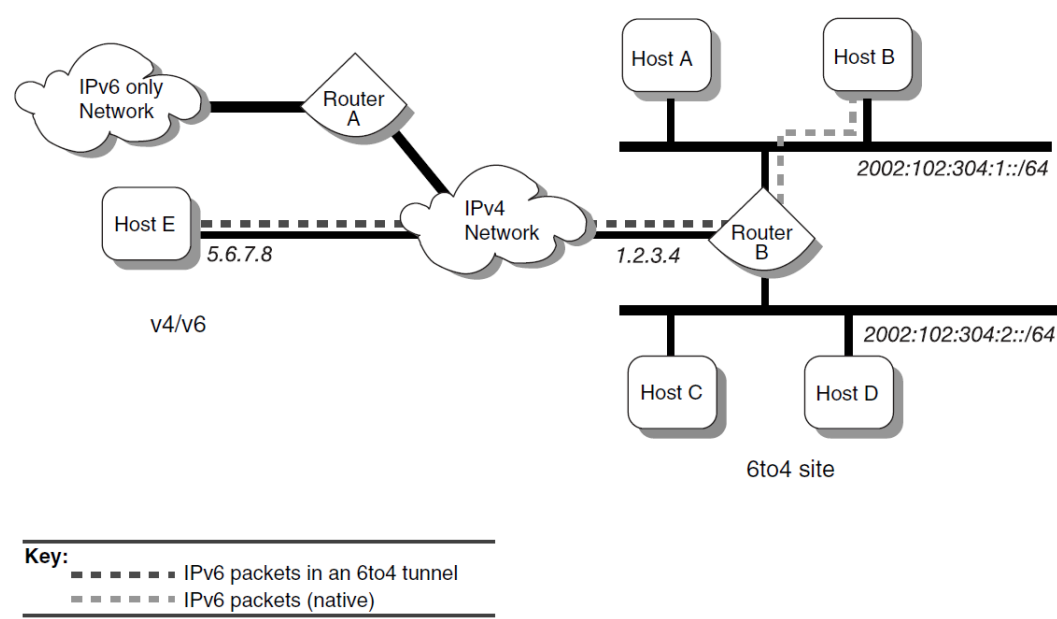 IPv6 only
Network
Router
A
Host A
Host B
2002:102:304:1::/64
Host E
5.6.7.8
IPv4
Network
1.2.3.4
Router
B
v4/v6
2002:102:304:2::/64
Host C
Host D
6to4 site
Key:
IPv6 packets in an 6to4 tunnel
IPv6 packets (native)